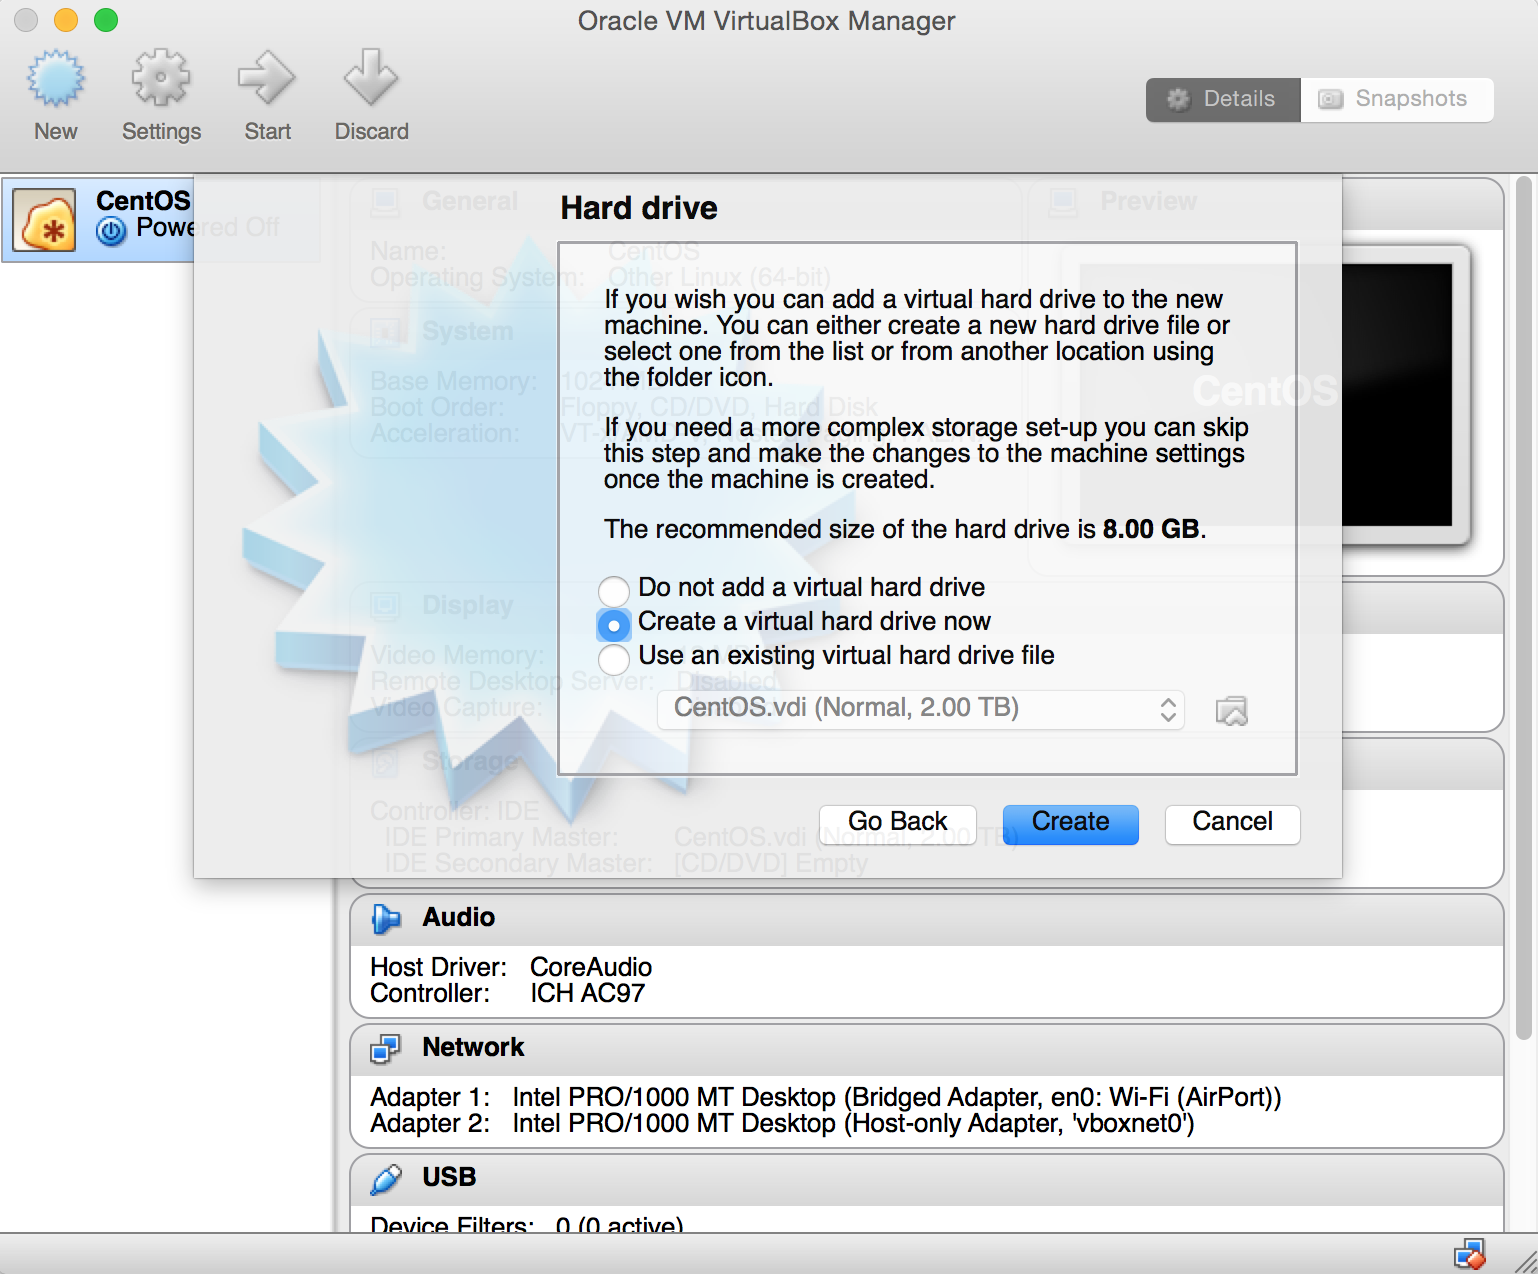 Oracle VM VirtualBox Manager
New
Settings
Start
Discard
Details
Snapshots
CentOS
Powered Off
General
Name: CentOS
Operating System: Other Linux (64-bit)
System
Base Memory:
Boot Order: Floppy, CD/DVD, Hard Disk
Acceleration:
Preview
CentOS
Display
Video Memory:
Remote Desktop Server: Disabled
Video Capture:
Storage
Controller: IDE
IDE Primary Master: CentOS.vdi (Normal, 2.00 TB)
IDE Secondary Master: [CD/DVD] Empty
Hard drive
If you wish you can add a virtual hard drive to the new
machine. You can either create a new hard drive file or
select one from the list or from another location using
the folder icon.
If you need a more complex storage set-up you can skip
this step and make the changes to the machine settings
once the machine is created.
The recommended size of the hard drive is 8.00 GB.
Do not add a virtual hard drive
Create a virtual hard drive now
Use an existing virtual hard drive file
CentOS.vdi (Normal, 2.00 TB)
Go Back
Create
Cancel
Audio
Host Driver: CoreAudio
Controller: ICH AC97
Network
Adapter 1: Intel PRO/1000 MT Desktop (Bridged Adapter, en0: Wi-Fi (AirPort))
Adapter 2: Intel PRO/1000 MT Desktop (Host-only Adapter, 'vboxnet0')
USB
Device Filters: 0 (0 active)